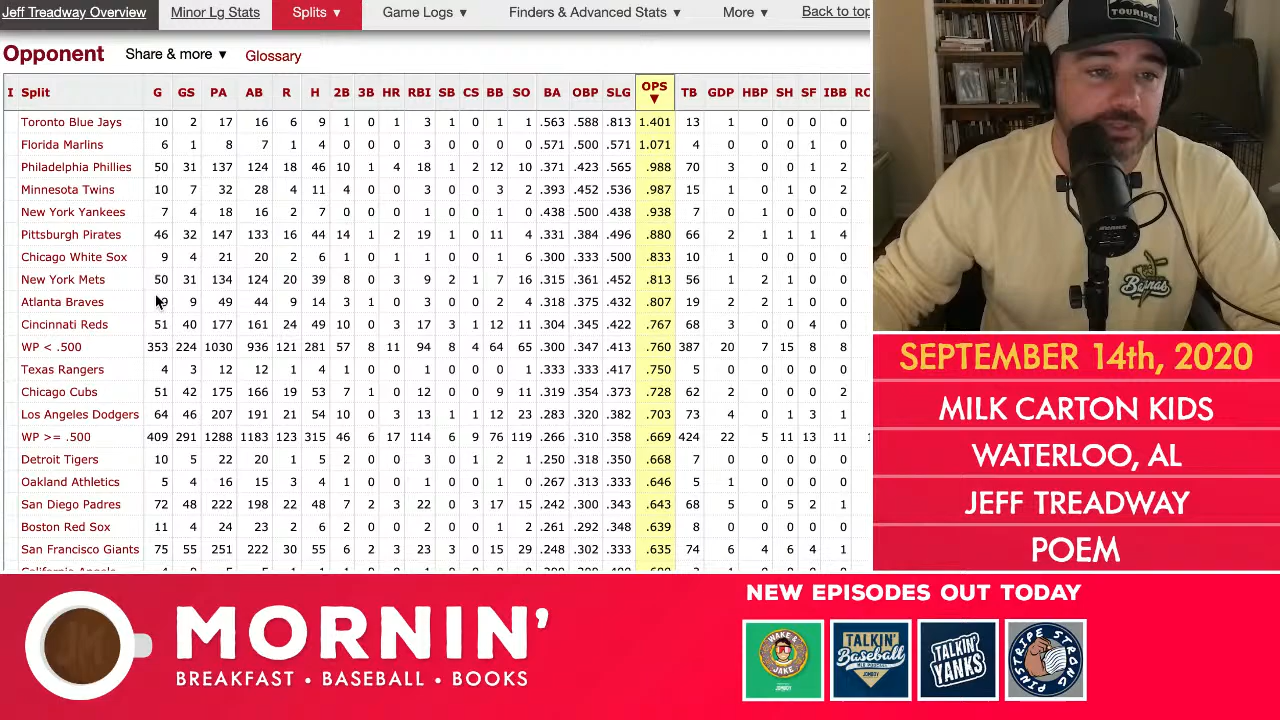 Jeff Treadway Overview Minor Lg Stats Splits ▼ Game Logs ▼ Finders & Advanced Stats ▼ More ▼ Back to top
Opponent Share & more ▼ Glossary
I Split G GS PA AB R H 2B 3B HR RBI SB CS BB SO BA OBP SLG OPS ▼ TB GDP HBP SH SF IBB RO
Toronto Blue Jays 10 2 17 16 6 9 1 0 1 3 1 0 1 1 .563 .588 .813 1.401 13 1 0 0 0 0
Florida Marlins 6 1 8 7 1 4 0 0 0 3 0 0 0 0 .571 .500 .571 1.071 4 0 0 0 1 0
Philadelphia Phillies 50 31 137 124 18 46 10 1 4 18 1 2 12 10 .371 .423 .565 .988 70 3 0 1 0 2
Minnesota Twins 10 7 32 28 4 11 4 0 0 3 0 0 3 2 .393 .452 .536 .987 15 1 0 1 0 2
New York Yankees 7 4 18 16 2 7 0 0 0 1 0 0 1 0 .438 .500 .438 .938 7 0 1 0 0 0
Pittsburgh Pirates 46 32 147 133 16 44 14 1 2 19 1 0 11 4 .331 .384 .496 .880 66 2 1 1 1 4
Chicago White Sox 9 4 21 20 2 6 1 0 1 1 0 0 1 6 .300 .333 .500 .833 10 1 0 0 0 0
New York Mets 50 31 134 124 20 39 8 0 3 9 2 1 7 16 .315 .361 .452 .813 56 1 2 1 0 0
Atlanta Braves 9 49 44 9 14 3 1 0 3 0 0 2 4 .318 .375 .432 .807 19 2 2 1 0 0
Cincinnati Reds 51 40 177 161 24 49 10 0 3 17 3 1 12 11 .304 .345 .422 .767 68 3 0 0 4 0
WP < .500 353 224 1030 936 121 281 57 8 11 94 8 4 64 65 .300 .347 .413 .760 387 20 7 15 8 8
Texas Rangers 4 3 12 12 1 4 1 0 0 0 0 0 0 1 .333 .333 .417 .750 5 0 0 0 0 0
Chicago Cubs 51 42 175 166 19 53 7 1 0 12 0 0 9 11 .319 .354 .373 .728 62 2 0 0 0 2
Los Angeles Dodgers 64 46 207 191 21 54 10 0 3 13 1 1 12 23 .283 .320 .382 .703 73 4 0 1 3 1
WP >= .500 409 291 1288 1183 123 315 46 6 17 114 6 9 76 119 .266 .310 .358 .669 424 22 5 11 13 11
Detroit Tigers 10 5 22 20 1 5 2 0 0 3 0 1 2 1 .250 .318 .350 .668 7 0 0 0 0 0
Oakland Athletics 5 4 16 15 3 4 1 0 0 0 0 0 1 2 .267 .313 .333 .646 5 1 0 0 0 0
San Diego Padres 72 48 222 198 22 48 7 2 3 22 0 3 17 15 .242 .300 .343 .643 68 5 0 5 2 1
Boston Red Sox 11 4 24 23 2 6 2 0 0 2 0 0 1 2 .261 .292 .348 .639 8 0 0 0 0 0
San Francisco Giants 75 55 251 222 30 55 6 2 3 23 3 0 15 29 .248 .302 .333 .635 74 6 4 6 4 1
TOURISTS
Bananas
SEPTEMBER 14th, 2020
MILK CARTON KIDS
WATERLOO, AL
JEFF TREADWAY
POEM
JK
MORNIN'
BREAKFAST • BASEBALL • BOOKS
NEW EPISODES OUT TODAY
WAKE & JAKE
TALKIN' Baseball
TALKIN' YANKS
PINSTRIPE STRONG